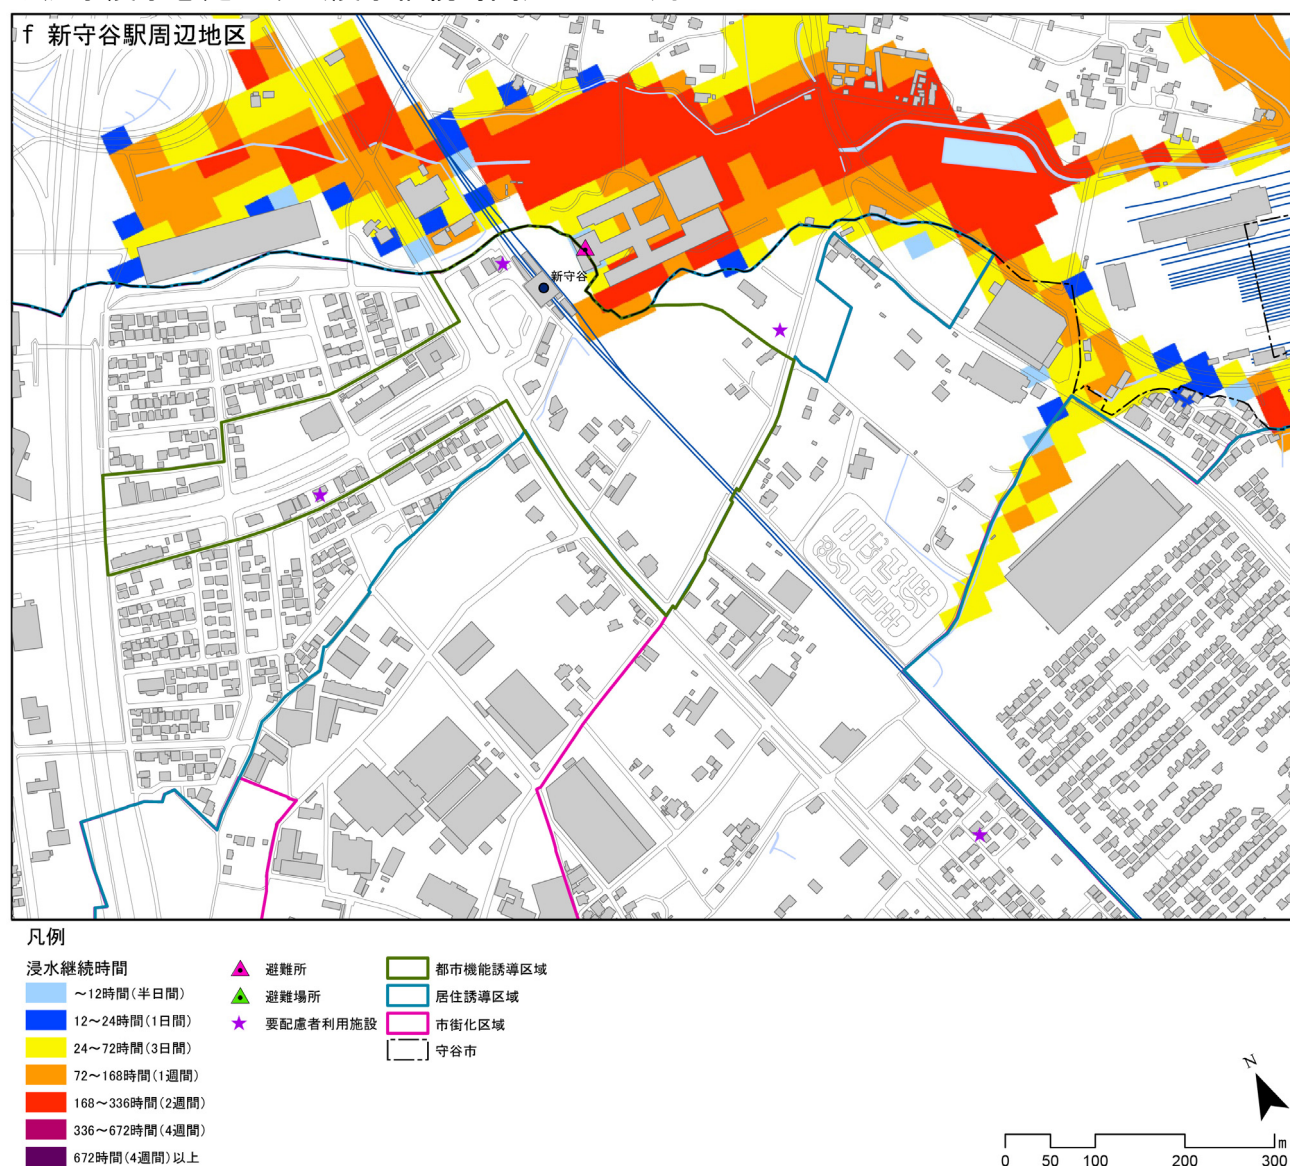 f 新守谷駅周辺地区
新守谷
凡例
浸水継続時間
～12時間(半日間)
12～24時間(1日間)
24～72時間(3日間)
72～168時間(1週間)
168～336時間(2週間)
336～672時間(4週間)
672時間(4週間)以上
避難所
避難場所
要配慮者利用施設
都市機能誘導区域
居住誘導区域
市街化区域
守谷市
N
m
0 50 100 200 300